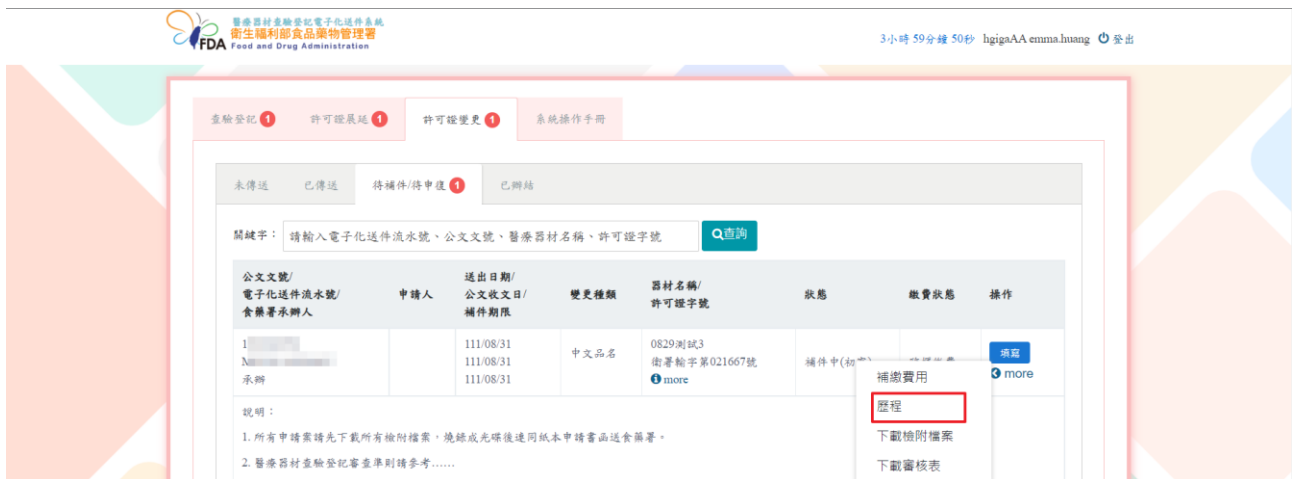 醫療器材查驗登記電子化送件系統
衛生福利部食品藥物管理署
FDA Food and Drug Administration
3小時 59分鐘 50秒 hgigaAA emma.huang 登出
查驗登記 1 許可證展延 1 許可證變更 1 系統操作手冊
未傳送 已傳送 待補件/待申復 1 已辦結
關鍵字： 請輸入電子化送件流水號、公文文號、醫療器材名稱、許可證字號 查詢
公文文號/
電子化送件流水號/
食藥署承辦人
申請人
送出日期/
公文收文日/
補件期限
變更種類
器材名稱/
許可證字號
狀態
繳費狀態
操作
1
承辦
111/08/31
111/08/31
111/08/31
中文品名
0829測試3
衛署輸字第021667號
more
補件中(初
填寫
more
補繳費用
歷程
下載檢附檔案
下載審核表
說明：
1. 所有申請案請先下載所有檢附檔案，燒錄成光碟後連同紙本申請書函送食藥署。
2. 醫療器材查驗登記審查準則請參考......